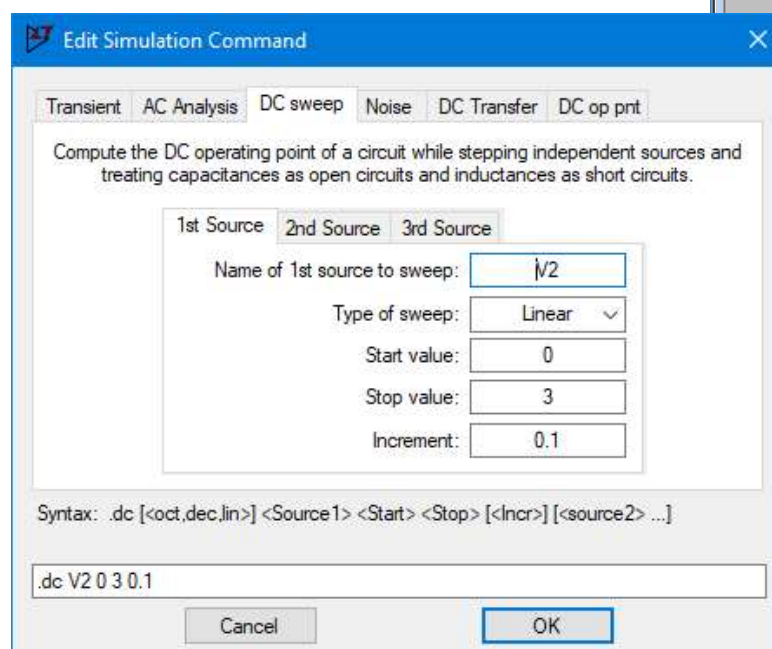 Edit Simulation Command
Transient AC Analysis DC sweep Noise DC Transfer DC op pnt
Compute the DC operating point of a circuit while stepping independent sources and
treating capacitances as open circuits and inductances as short circuits.
1st Source 2nd Source 3rd Source
Name of 1st source to sweep: V2
Type of sweep: Linear
Start value: 0
Stop value: 3
Increment: 0.1
Syntax: .dc [<oct,dec,lin>] <Source1> <Start> <Stop> [<Incr>] [<source2> ...]
.dc V2 0 3 0.1
Cancel OK